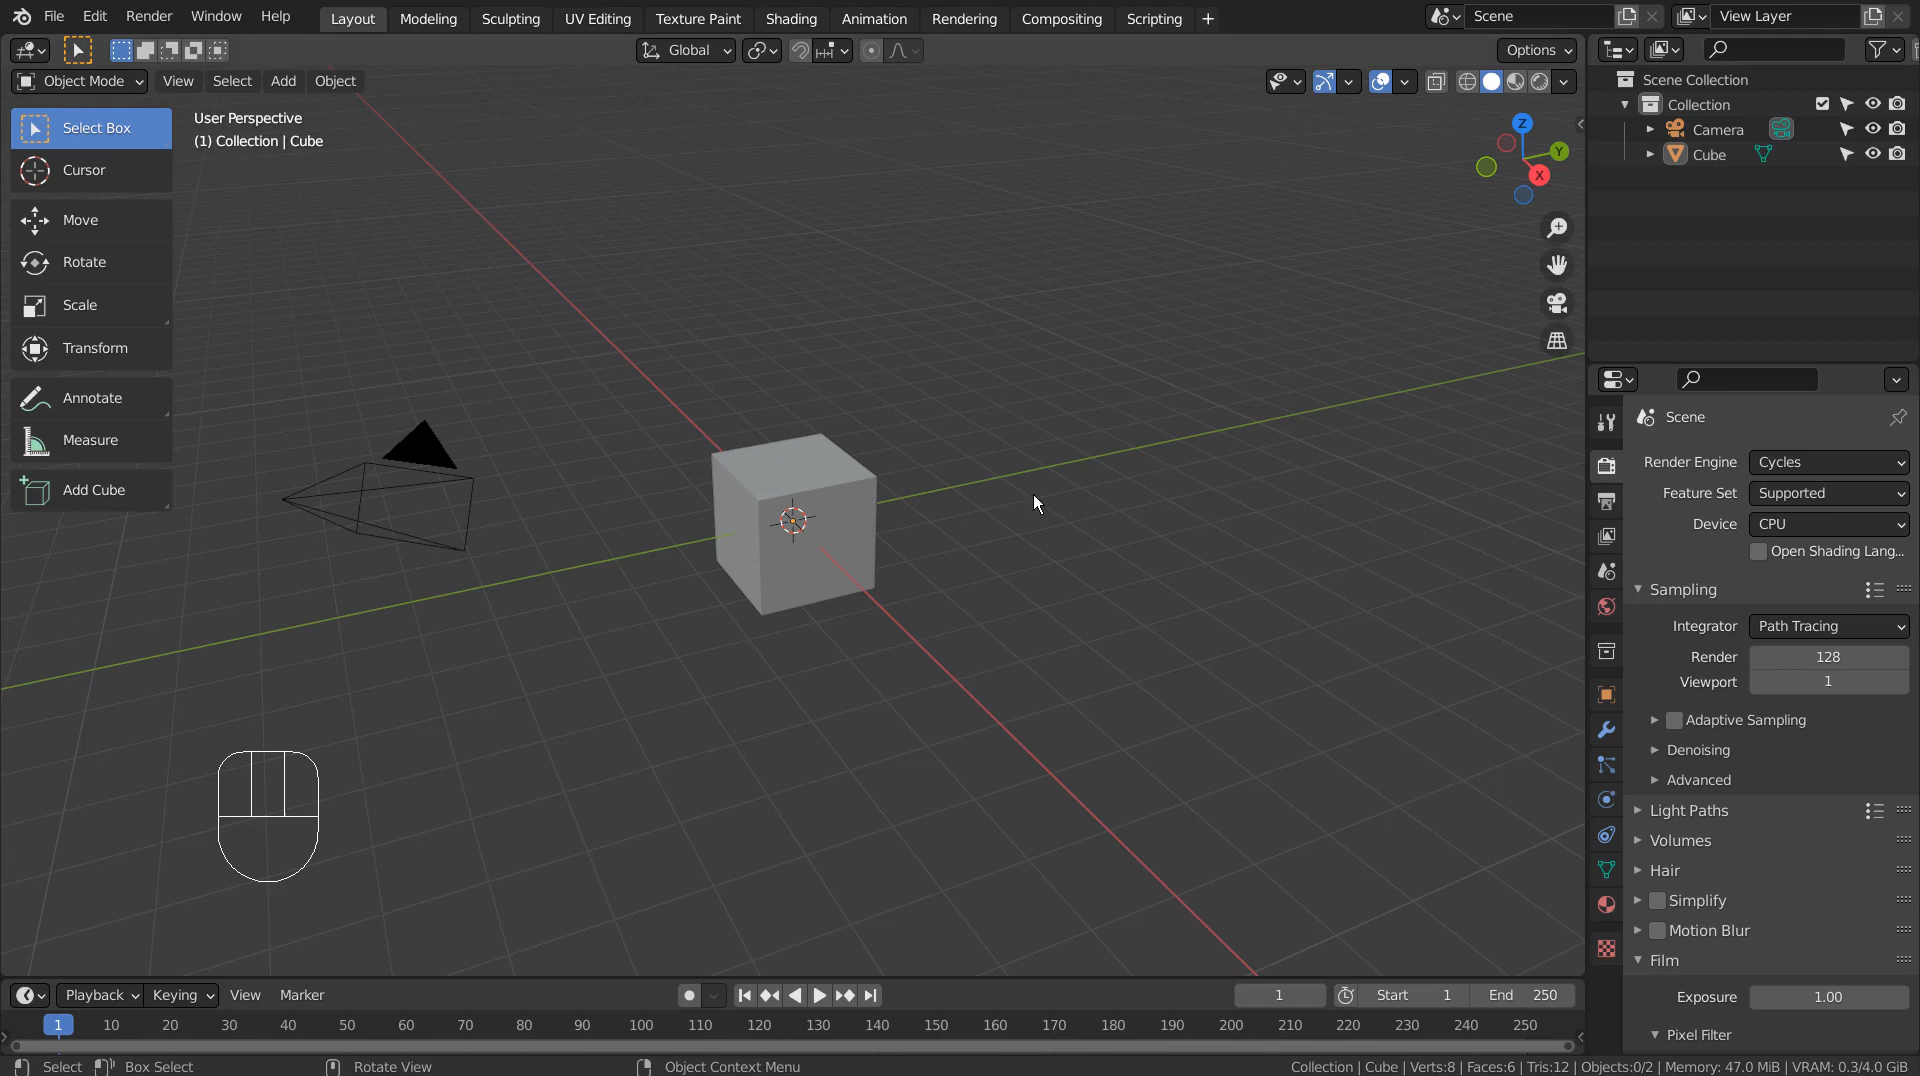 File Edit Render Window Help Layout Modeling Sculpting UV Editing Texture Paint Shading Animation Rendering Compositing Scripting + Scene View Layer
Global Options
Object Mode View Select Add Object
Select Box
Cursor
Move
Rotate
Scale
Transform
Annotate
Measure
Add Cube
User Perspective
(1) Collection | Cube
Z
Y
X
Scene Collection
Collection
Camera
Cube
Scene
Render Engine Cycles
Feature Set Supported
Device CPU
Open Shading Lang...
Sampling
Integrator Path Tracing
Render 128
Viewport 1
Adaptive Sampling
Denoising
Advanced
Light Paths
Volumes
Hair
Simplify
Motion Blur
Film
Exposure 1.00
Pixel Filter
Playback Keying View Marker 1 Start 1 End 250
1 10 20 30 40 50 60 70 80 90 100 110 120 130 140 150 160 170 180 190 200 210 220 230 240 250
Select Box Select Rotate View Object Context Menu Collection | Cube | Verts:8 | Faces:6 | Tris:12 | Objects:0/2 | Memory: 47.0 MiB | VRAM: 0.3/4.0 GiB